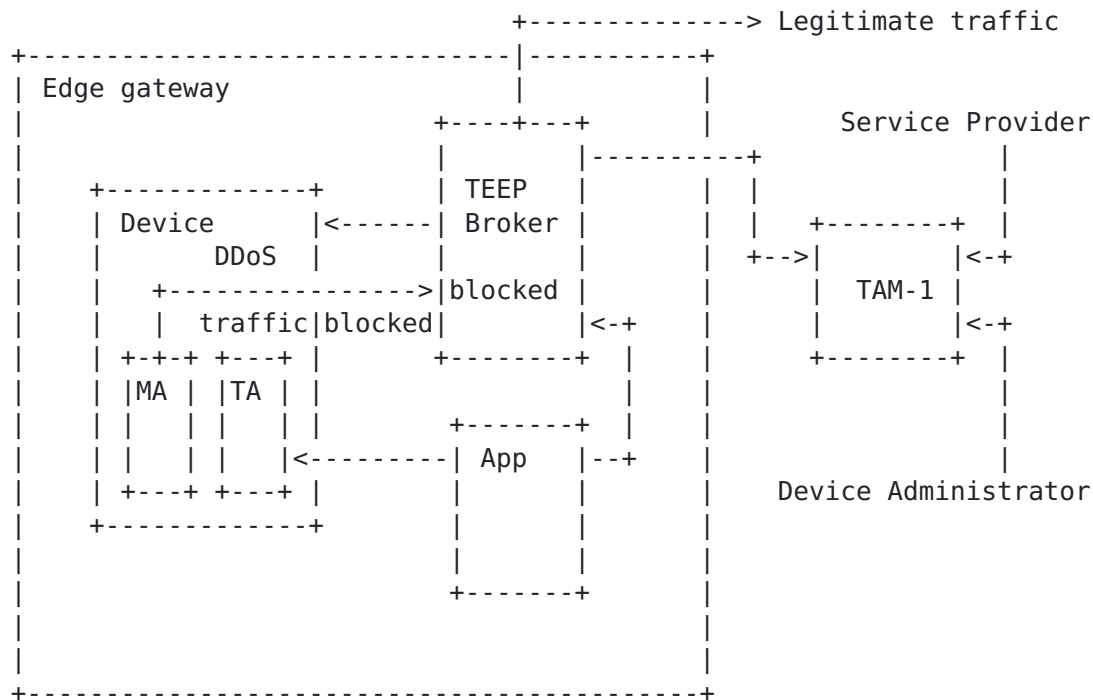 Legitimate traffic
Edge gateway
Service Provider
TEEP
Device Broker
DDoS
blocked TAM-1
traffic blocked
MA TA
App
Device Administrator